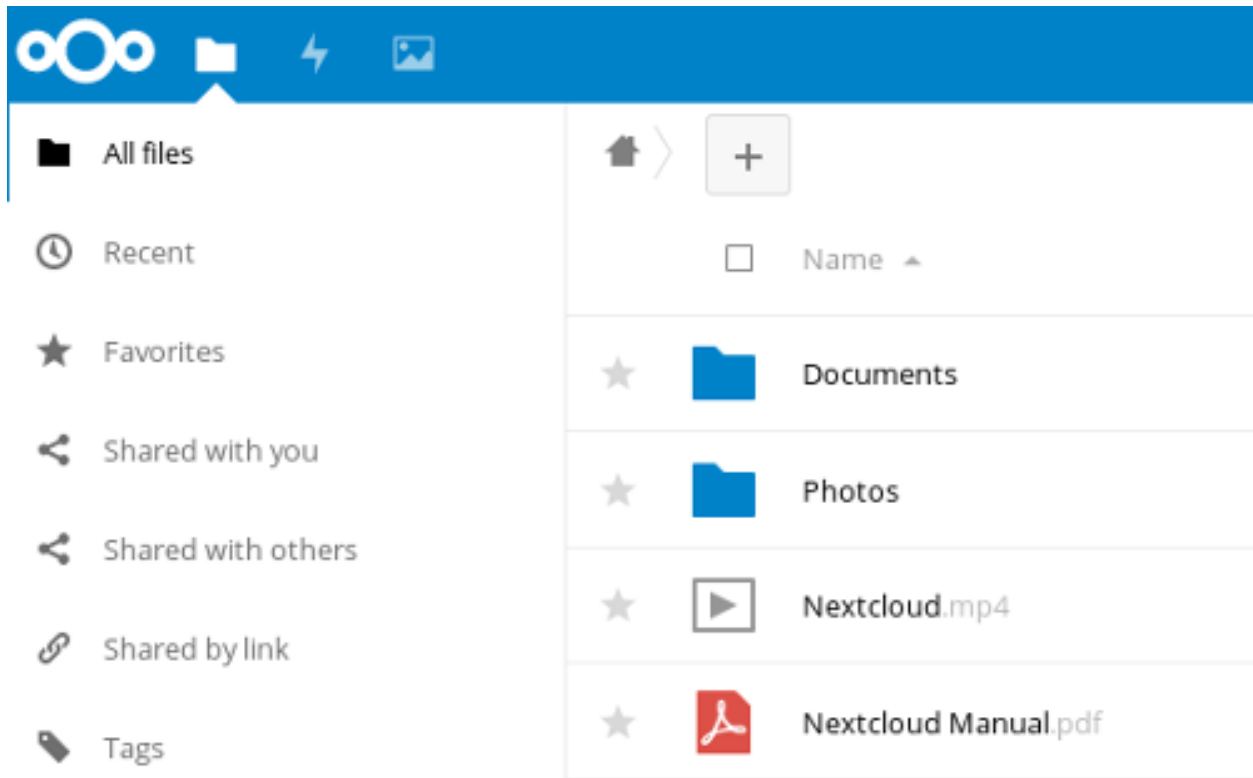 All files
Recent
Favorites
Shared with you
Shared with others
Shared by link
Tags
+
Name
Documents
Photos
Nextcloud.mp4
Nextcloud Manual.pdf